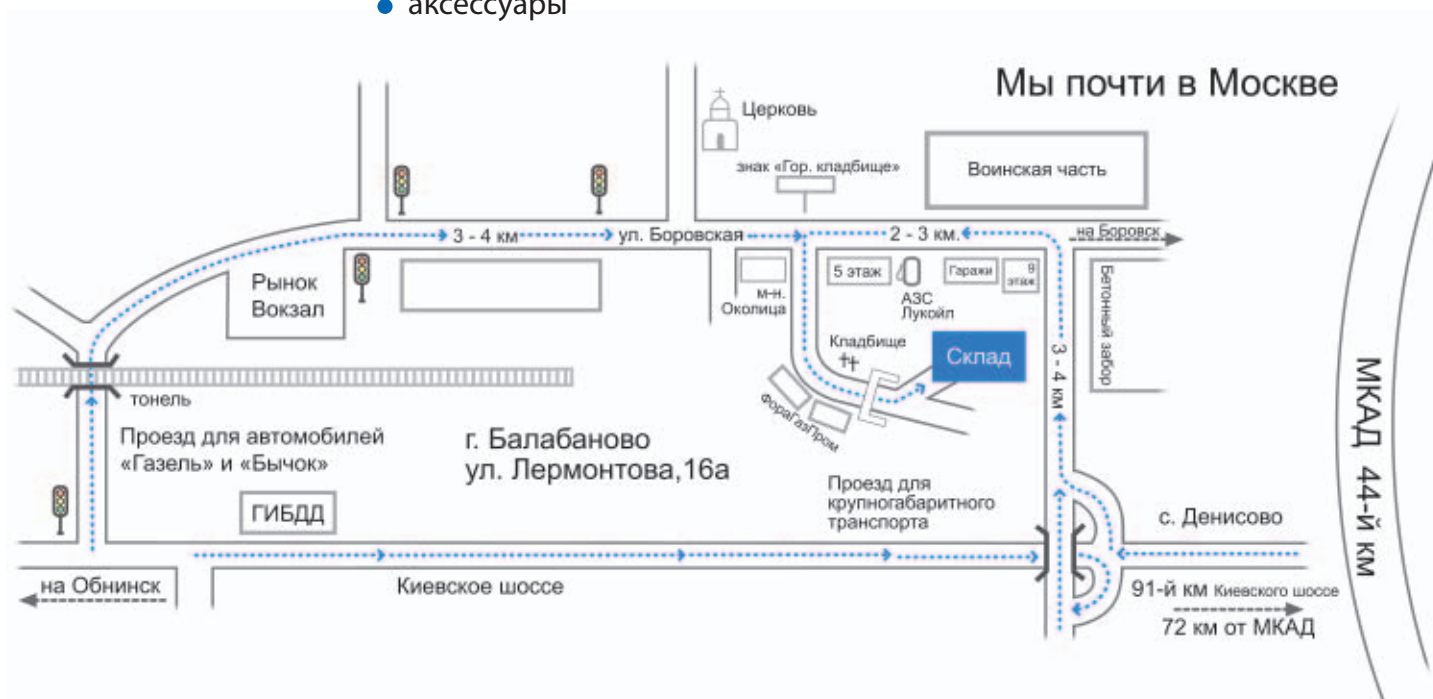 аксессуары
Мы почти в Москве
Церковь
знак «Гор. кладбище»
Воинская часть
3 - 4 км
ул. Боровская
2 - 3 км.
на Боровск
Рынок
Вокзал
м-н.
Околица
5 этаж
АЗС
Лукойл
Гаражи
9
этаж
Бетонный забор
Кладбище
Склад
3 - 4 км
МКАД 44-й км
тонель
ФораГазПром
Проезд для автомобилей
«Газель» и «Бычок»
г. Балабаново
ул. Лермонтова,16а
Проезд для
крупногабаритного
транспорта
ГИБДД
с. Денисово
на Обнинск
Киевское шоссе
91-й км Киевского шоссе
72 км от МКАД